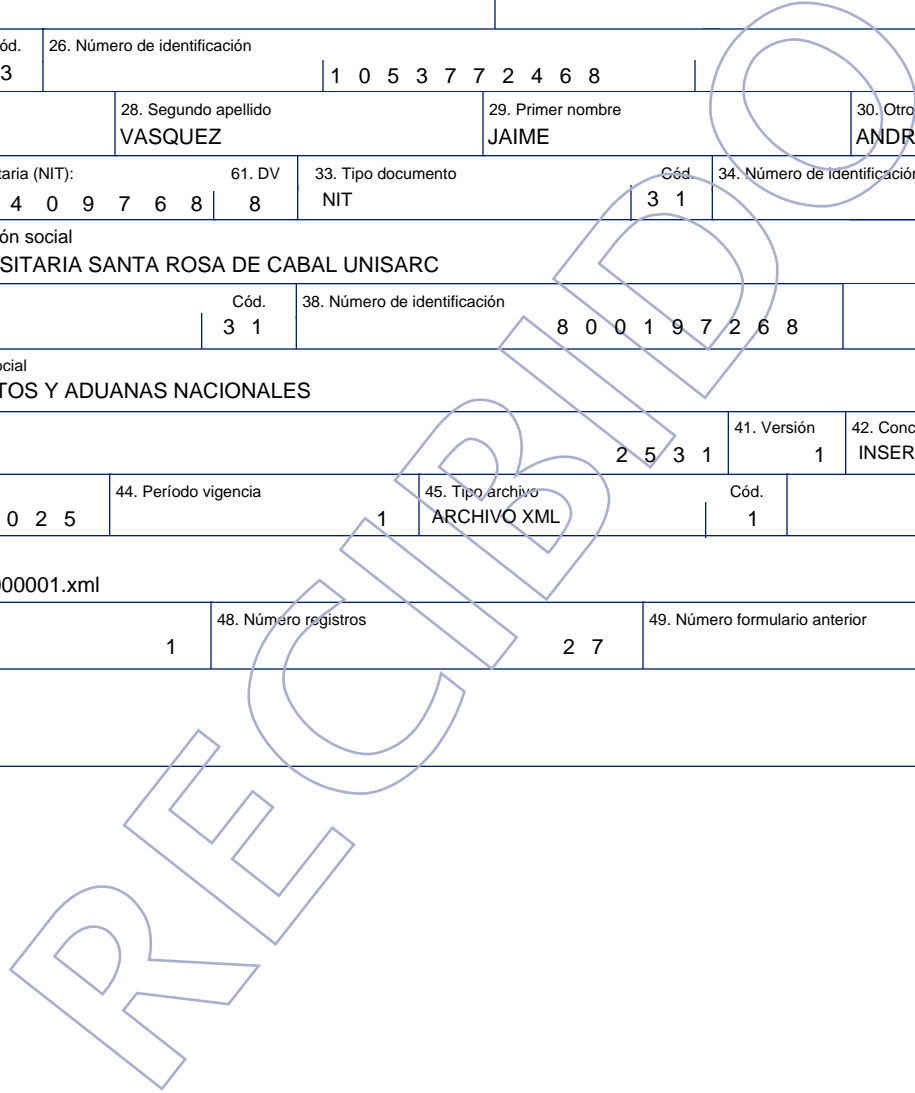 ód. 26. Número de identificación
3 1 0 5 3 7 7 2 4 6 8
28. Segundo apellido 29. Primer nombre 30. Otro
VASQUEZ JAIME ANDR
taria (NIT): 61. DV 33. Tipo documento Cód. 34. Número de identificación
4 0 9 7 6 8 8 NIT 3 1
ón social
SITARIA SANTA ROSA DE CABAL UNISARC
Cód. 38. Número de identificación
3 1 8 0 0 1 9 7 2 6 8
ocial
TOS Y ADUANAS NACIONALES
41. Versión 42. Conc
2 5 3 1 1 INSER
44. Período vigencia 45. Tipo archivo Cód.
0 2 5 1 ARCHIVO XML 1
000001.xml
48. Número registros 49. Número formulario anterior
1 2 7
RECIBIDO